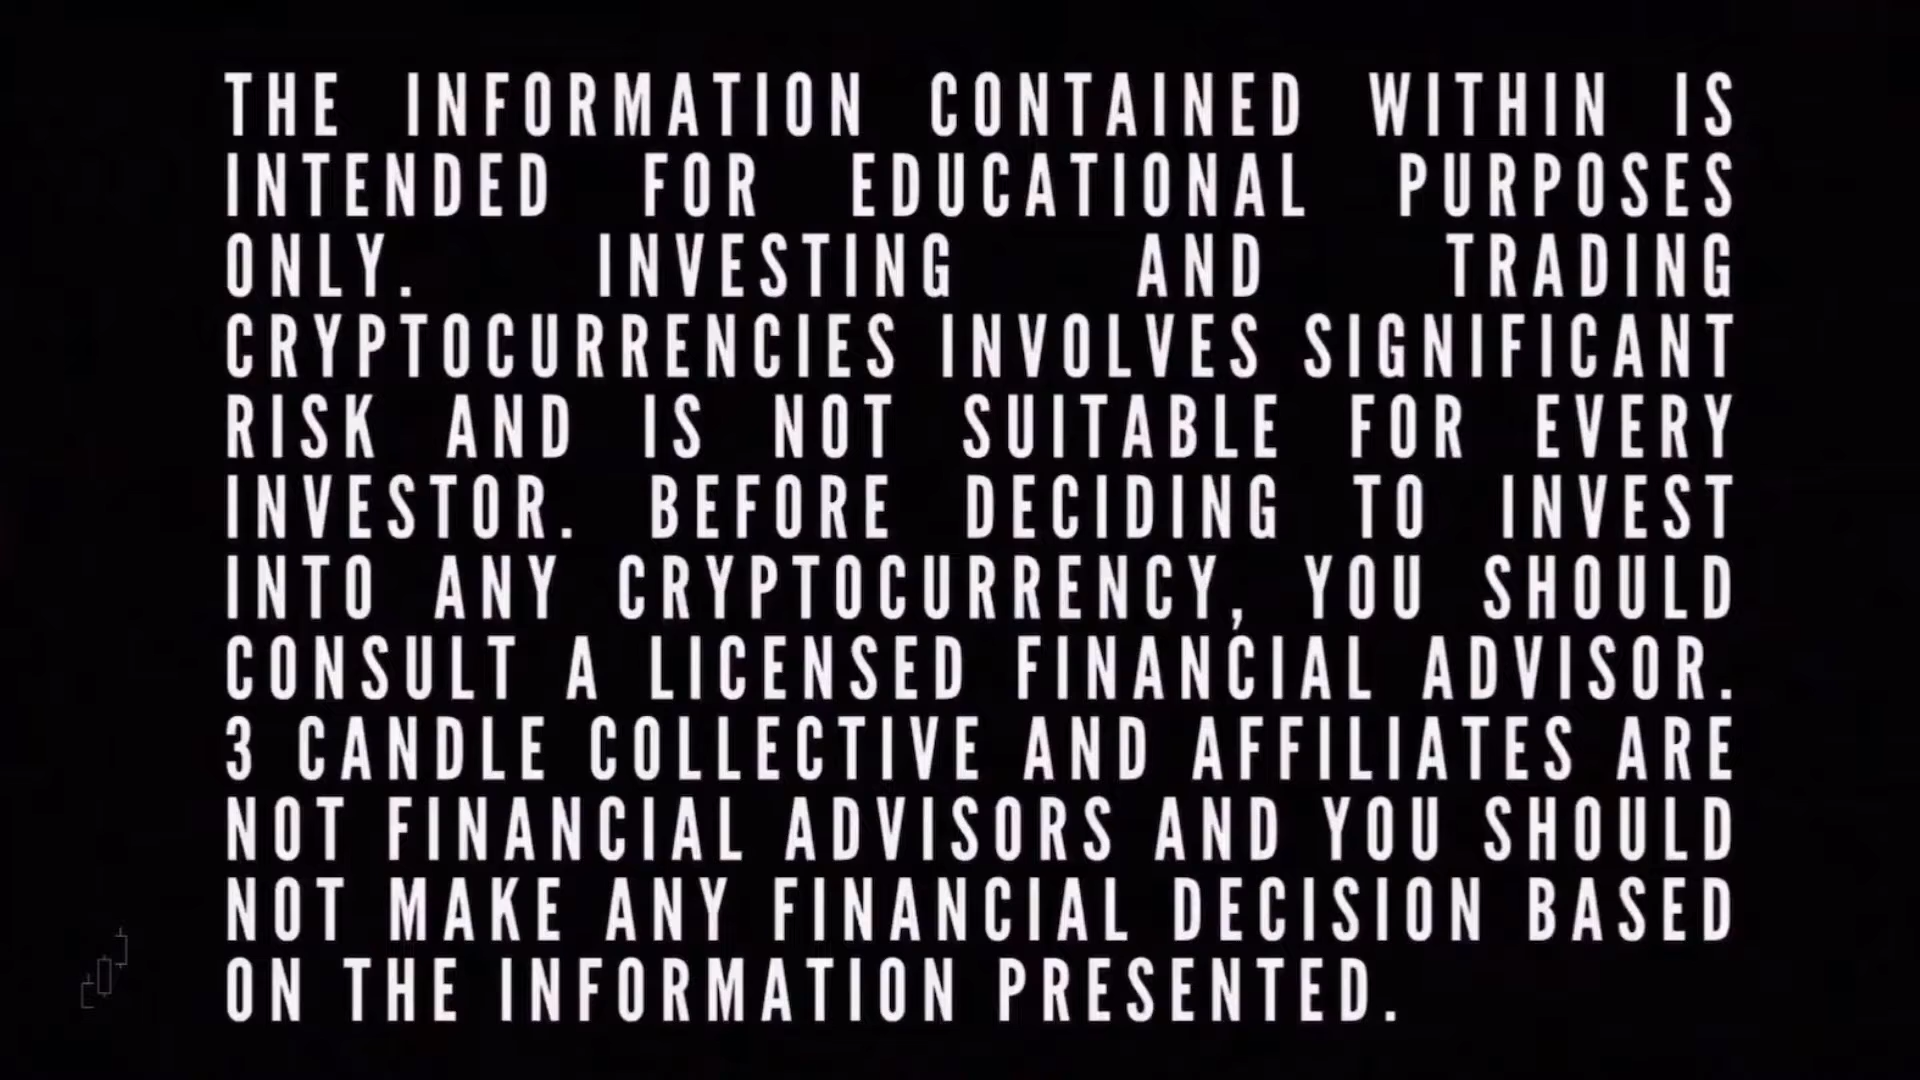 THE INFORMATION CONTAINED WITHIN IS
INTENDED FOR EDUCATIONAL PURPOSES
ONLY. INVESTING AND TRADING
CRYPTOCURRENCIES INVOLVES SIGNIFICANT
RISK AND IS NOT SUITABLE FOR EVERY
INVESTOR. BEFORE DECIDING TO INVEST
INTO ANY CRYPTOCURRENCY, YOU SHOULD
CONSULT A LICENSED FINANCIAL ADVISOR.
3 CANDLE COLLECTIVE AND AFFILIATES ARE
NOT FINANCIAL ADVISORS AND YOU SHOULD
NOT MAKE ANY FINANCIAL DECISION BASED
ON THE INFORMATION PRESENTED.